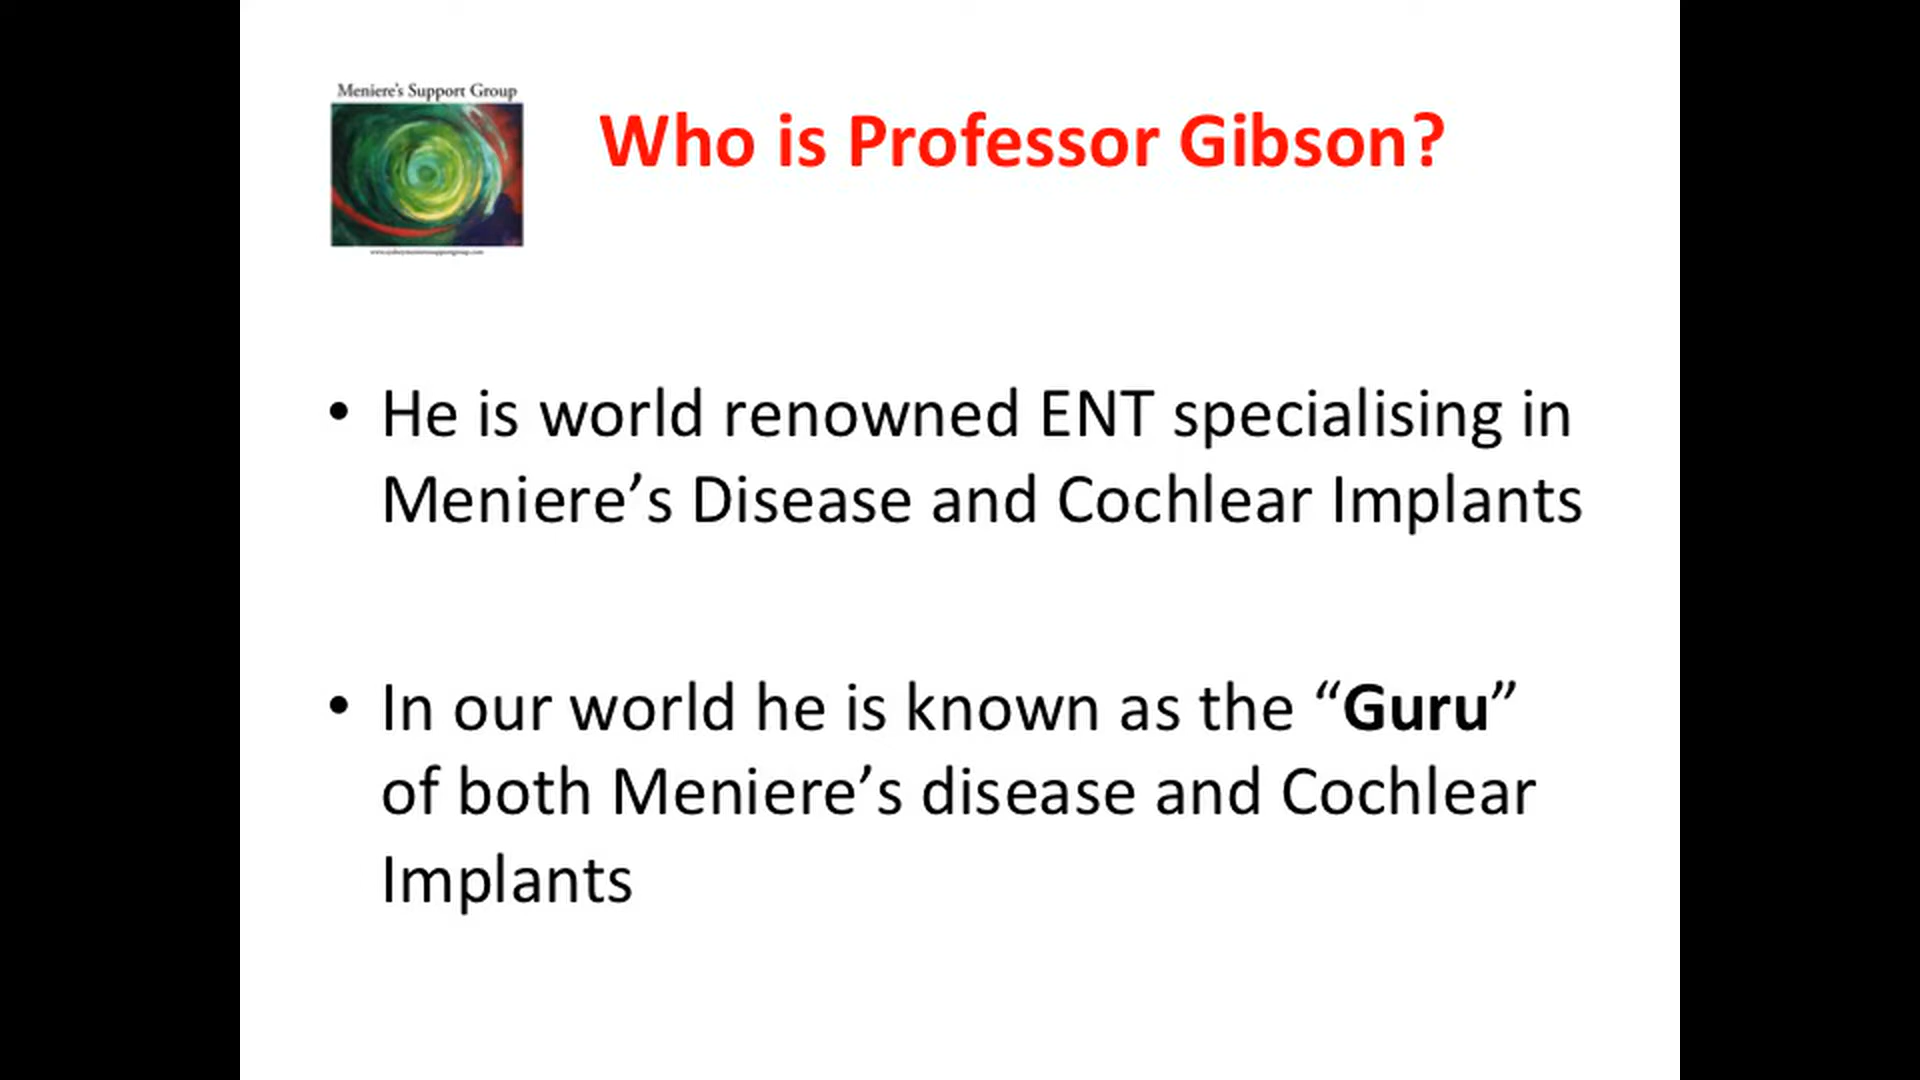 Meniere's Support Group
Who is Professor Gibson?
• He is world renowned ENT specialising in
Meniere’s Disease and Cochlear Implants
• In our world he is known as the “Guru”
of both Meniere’s disease and Cochlear
Implants